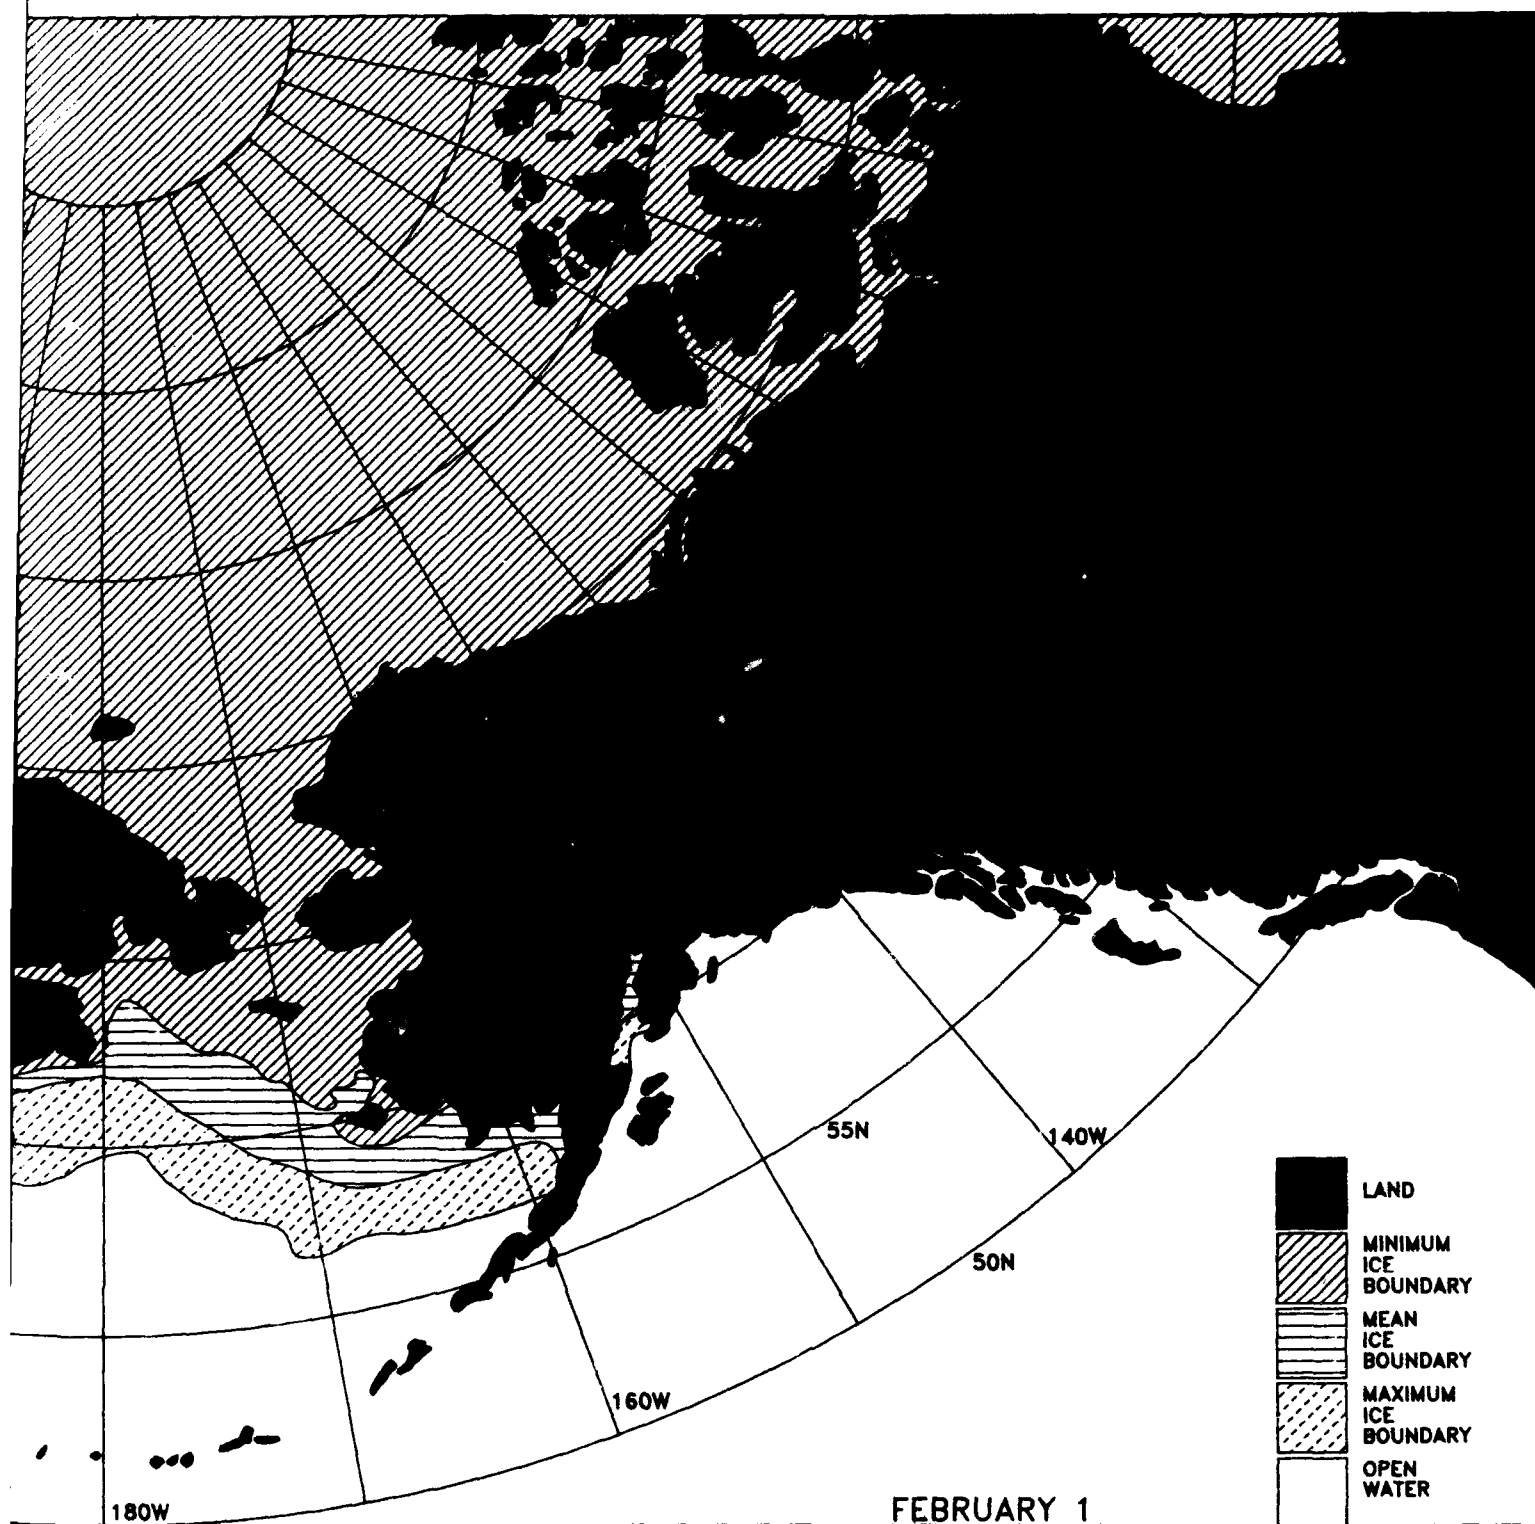 55N
140W
50N
160W
180W
LAND
MINIMUM
ICE
BOUNDARY
MEAN
ICE
BOUNDARY
MAXIMUM
ICE
BOUNDARY
OPEN
WATER
FEBRUARY 1